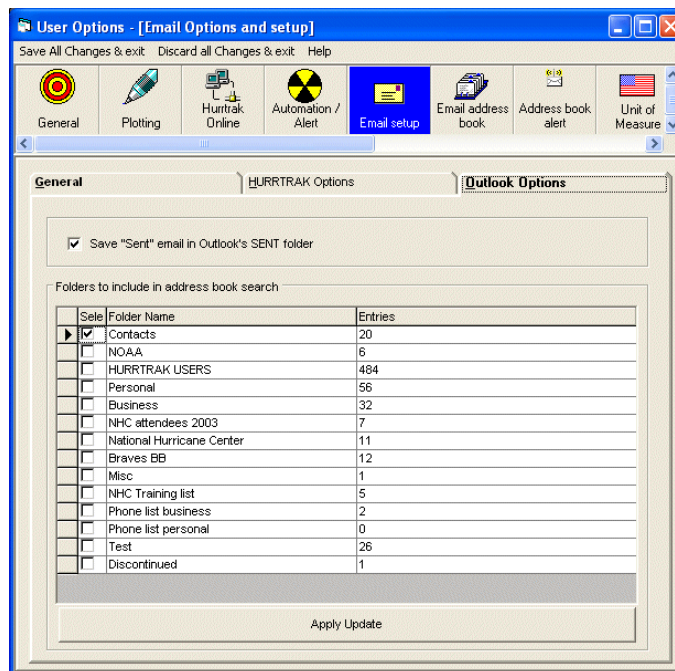 User Options - [Email Options and setup]
Save All Changes & exit Discard all Changes & exit Help
General
Plotting
Hurrtrak Online
Automation / Alert
Email setup
Email address book
Address book alert
Unit of Measure
General HURRTRAK Options Outlook Options
Save "Sent" email in Outlook's SENT folder
Folders to include in address book search
Sele Folder Name Entries
Contacts 20
NOAA 6
HURRTRAK USERS 484
Personal 56
Business 32
NHC attendees 2003 7
National Hurricane Center 11
Braves BB 12
Misc 1
NHC Training list 5
Phone list business 2
Phone list personal 0
Test 26
Discontinued 1
Apply Update